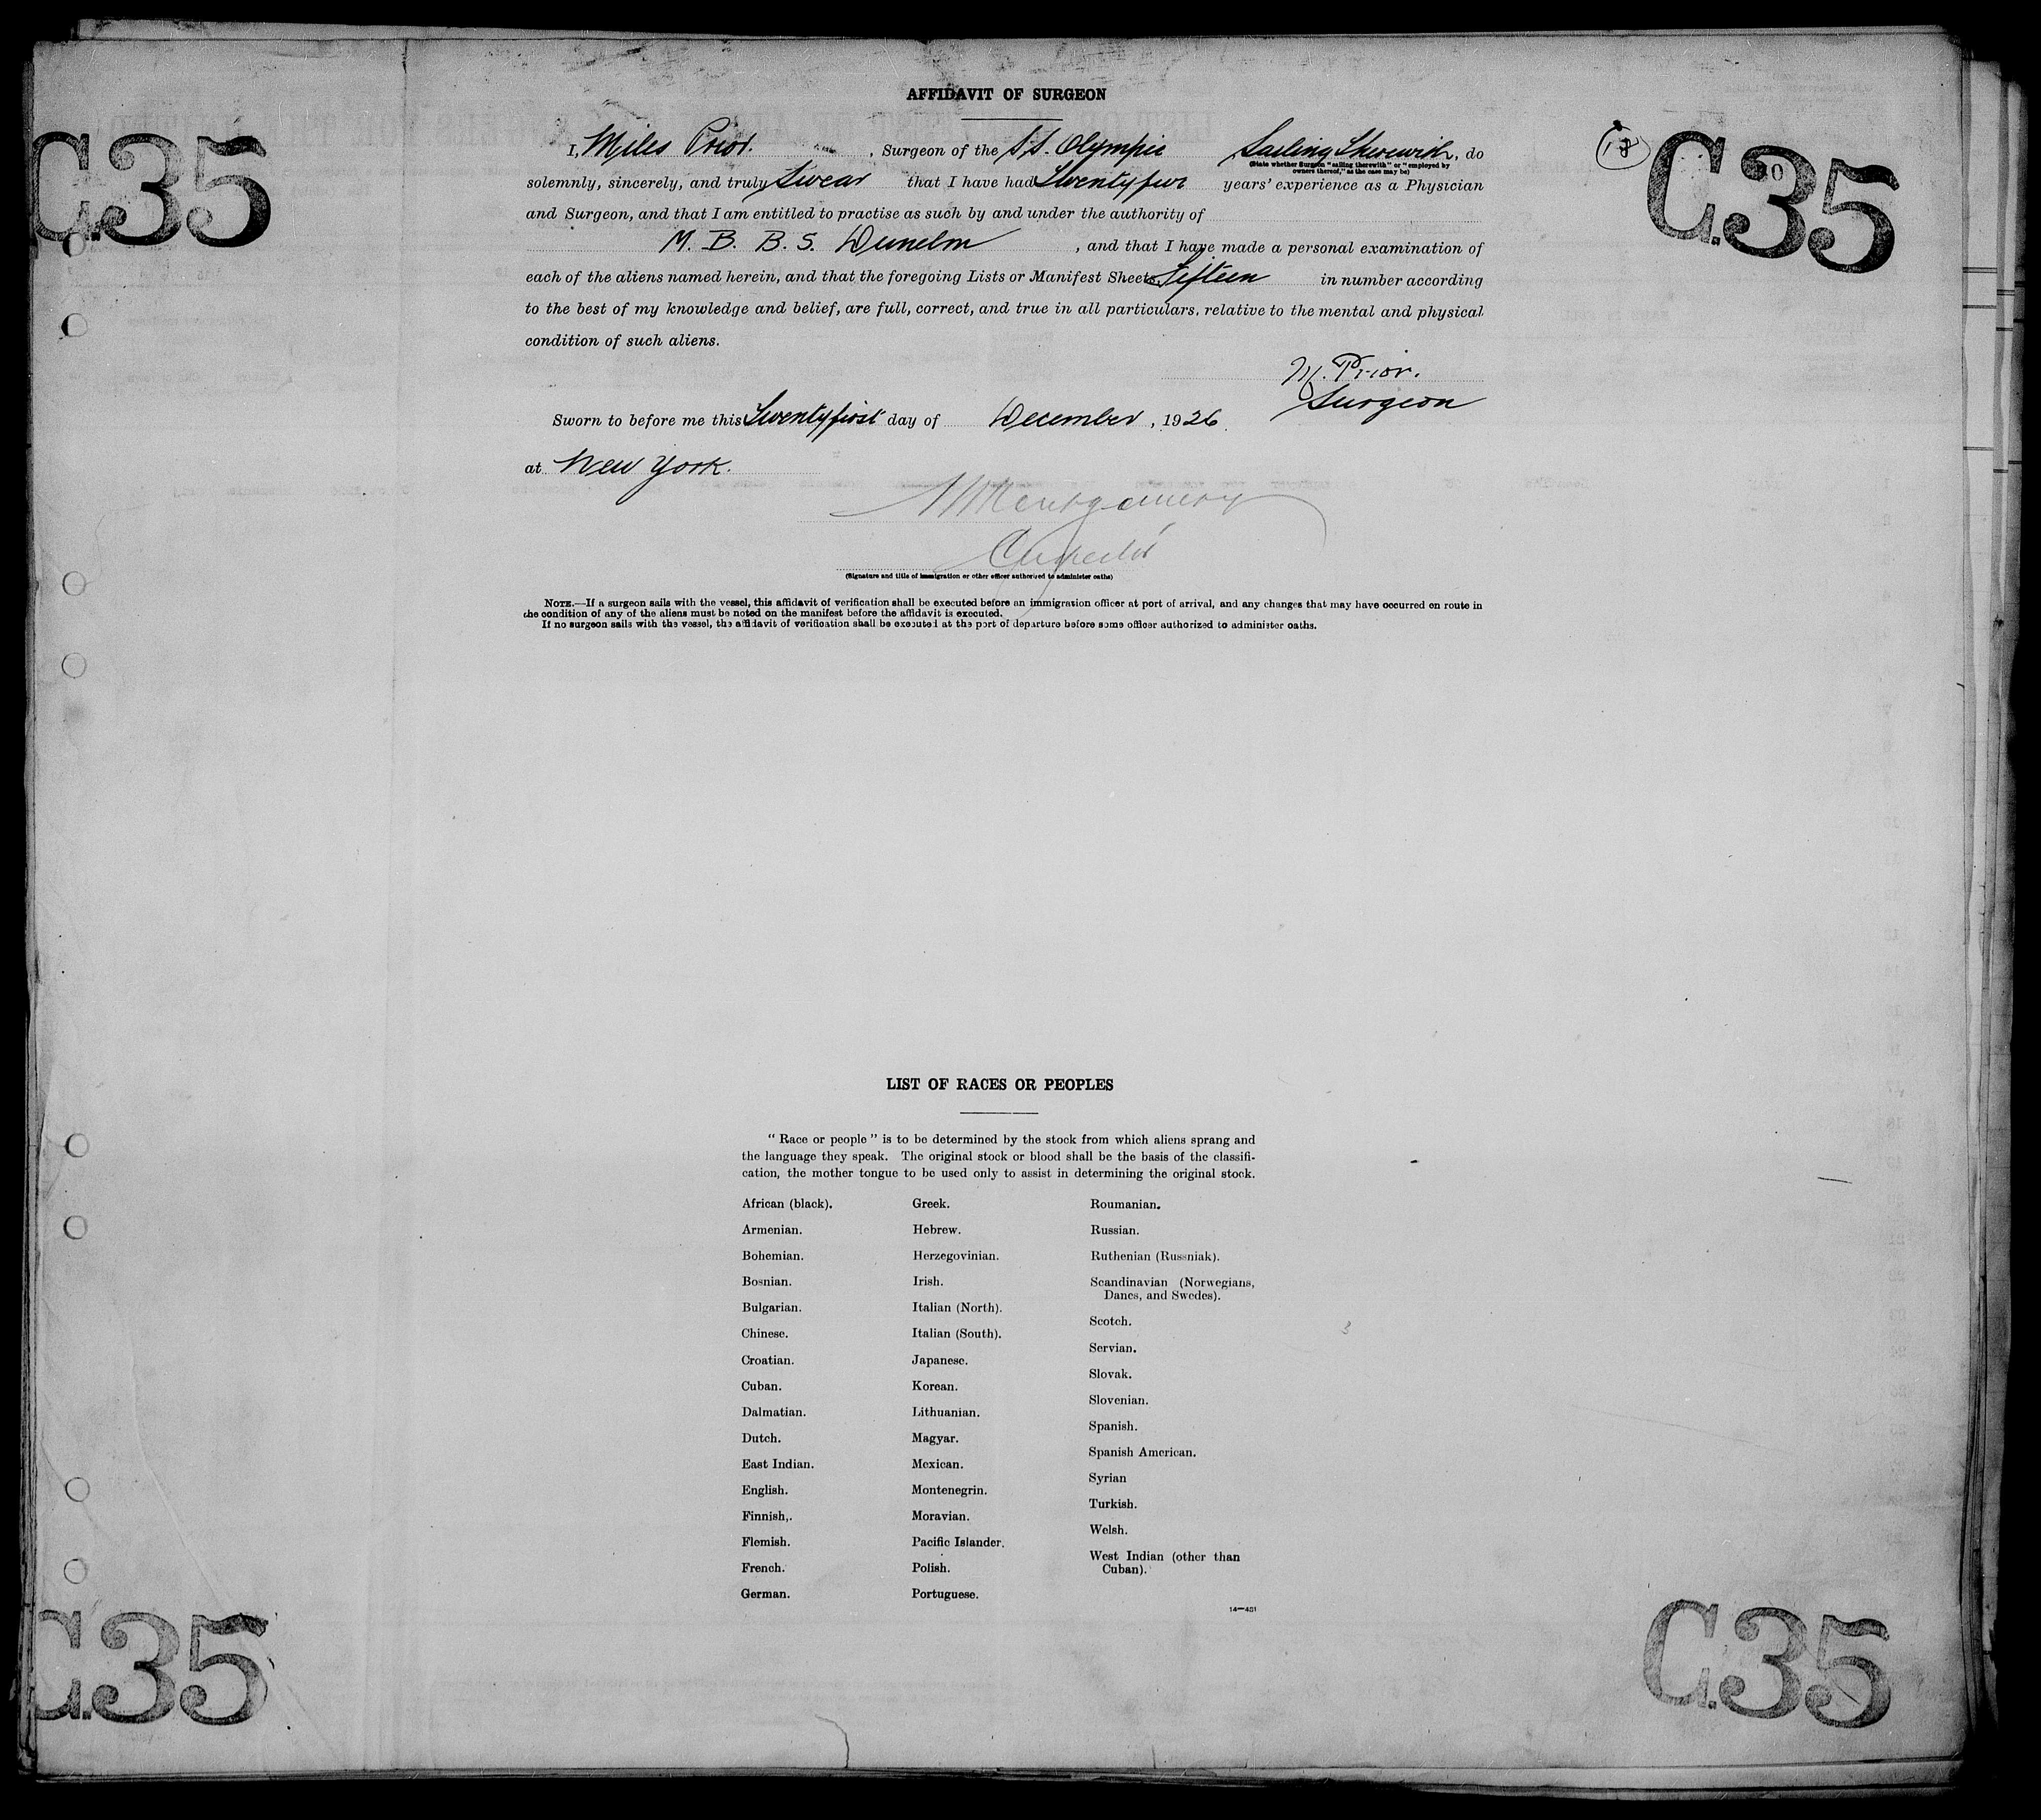 AFFIDAVIT OF SURGEON
C.35
C.35
I, Miles Prior. , Surgeon of the S.S. Olympic Sailing Therewith, do
(State whether Surgeon "sailing therewith" or "employed by
owners thereof," as the case may be)
solemnly, sincerely, and truly Swear that I have had Twentyfive years' experience as a Physician
and Surgeon, and that I am entitled to practise as such by and under the authority of
M. B. B. S. Dunelm , and that I have made a personal examination of
each of the aliens named herein, and that the foregoing Lists or Manifest Sheets, Fifteen in number according
to the best of my knowledge and belief, are full, correct, and true in all particulars, relative to the mental and physical
condition of such aliens.
M. Prior.
Surgeon
Sworn to before me this Twentyfirst day of December, 1926.
at New York.
Montgomery
(Signature and title of immigration or other officer authorized to administer oaths)
NOTE.—If a surgeon sails with the vessel, this affidavit of verification shall be executed before an immigration officer at port of arrival, and any changes that may have occurred en route in
the condition of any of the aliens must be noted on the manifest before the affidavit is executed.
If no surgeon sails with the vessel, the affidavit of verification shall be executed at the port of departure before some officer authorized to administer oaths.
LIST OF RACES OR PEOPLES
"Race or people" is to be determined by the stock from which aliens sprang and
the language they speak. The original stock or blood shall be the basis of the classifi-
cation, the mother tongue to be used only to assist in determining the original stock.
African (black).
Armenian.
Bohemian.
Bosnian.
Bulgarian.
Chinese.
Croatian.
Cuban.
Dalmatian.
Dutch.
East Indian.
English.
Finnish,.
Flemish.
French.
German.
Greek.
Hebrew.
Herzegovinian.
Irish.
Italian (North).
Italian (South).
Japanese.
Korean.
Lithuanian.
Magyar.
Mexican.
Montenegrin.
Moravian.
Pacific Islander.
Polish.
Portuguese.
Roumanian.
Russian.
Ruthenian (Russniak).
Scandinavian (Norwegians,
Danes, and Swedes).
Scotch.
Servian.
Slovak.
Slovenian.
Spanish.
Spanish American.
Syrian
Turkish.
Welsh.
West Indian (other than
Cuban).
14—481
C.35
C.35